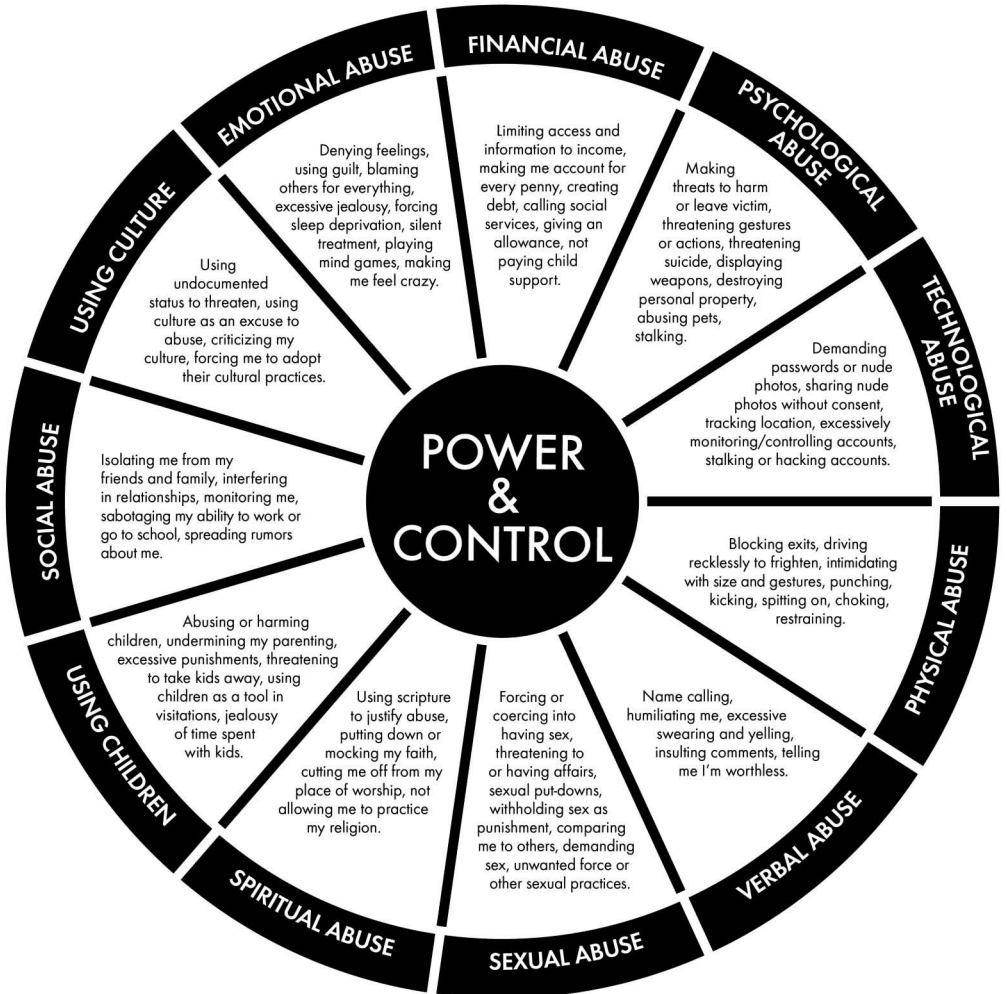 POWER
&
CONTROL
FINANCIAL ABUSE
Limiting access and
information to income,
making me account for
every penny, creating
debt, calling social
services, giving an
allowance, not
paying child
support.
PSYCHOLOGICAL
ABUSE
Making
threats to harm
or leave victim,
threatening gestures
or actions, threatening
suicide, displaying
weapons, destroying
personal property,
abusing pets,
stalking.
TECHNOLOGICAL
ABUSE
Demanding
passwords or nude
photos, sharing nude
photos without consent,
tracking location, excessively
monitoring/controlling accounts,
stalking or hacking accounts.
PHYSICAL ABUSE
Blocking exits, driving
recklessly to frighten, intimidating
with size and gestures, punching,
kicking, spitting on, choking,
restraining.
VERBAL ABUSE
Name calling,
humiliating me, excessive
swearing and yelling,
insulting comments, telling
me I'm worthless.
SEXUAL ABUSE
Forcing or
coercing into
having sex,
threatening to
or having affairs,
sexual put-downs,
withholding sex as
punishment, comparing
me to others, demanding
sex, unwanted force or
other sexual practices.
SPIRITUAL ABUSE
Using scripture
to justify abuse,
putting down or
mocking my faith,
cutting me off from my
place of worship, not
allowing me to practice
my religion.
USING CHILDREN
Abusing or harming
children, undermining my parenting,
excessive punishments, threatening
to take kids away, using
children as a tool in
visitations, jealousy
of time spent
with kids.
SOCIAL ABUSE
Isolating me from my
friends and family, interfering
in relationships, monitoring me,
sabotaging my ability to work or
go to school, spreading rumors
about me.
USING CULTURE
Using
undocumented
status to threaten, using
culture as an excuse to
abuse, criticizing my
culture, forcing me to adopt
their cultural practices.
EMOTIONAL ABUSE
Denying feelings,
using guilt, blaming
others for everything,
excessive jealousy, forcing
sleep deprivation, silent
treatment, playing
mind games, making
me feel crazy.